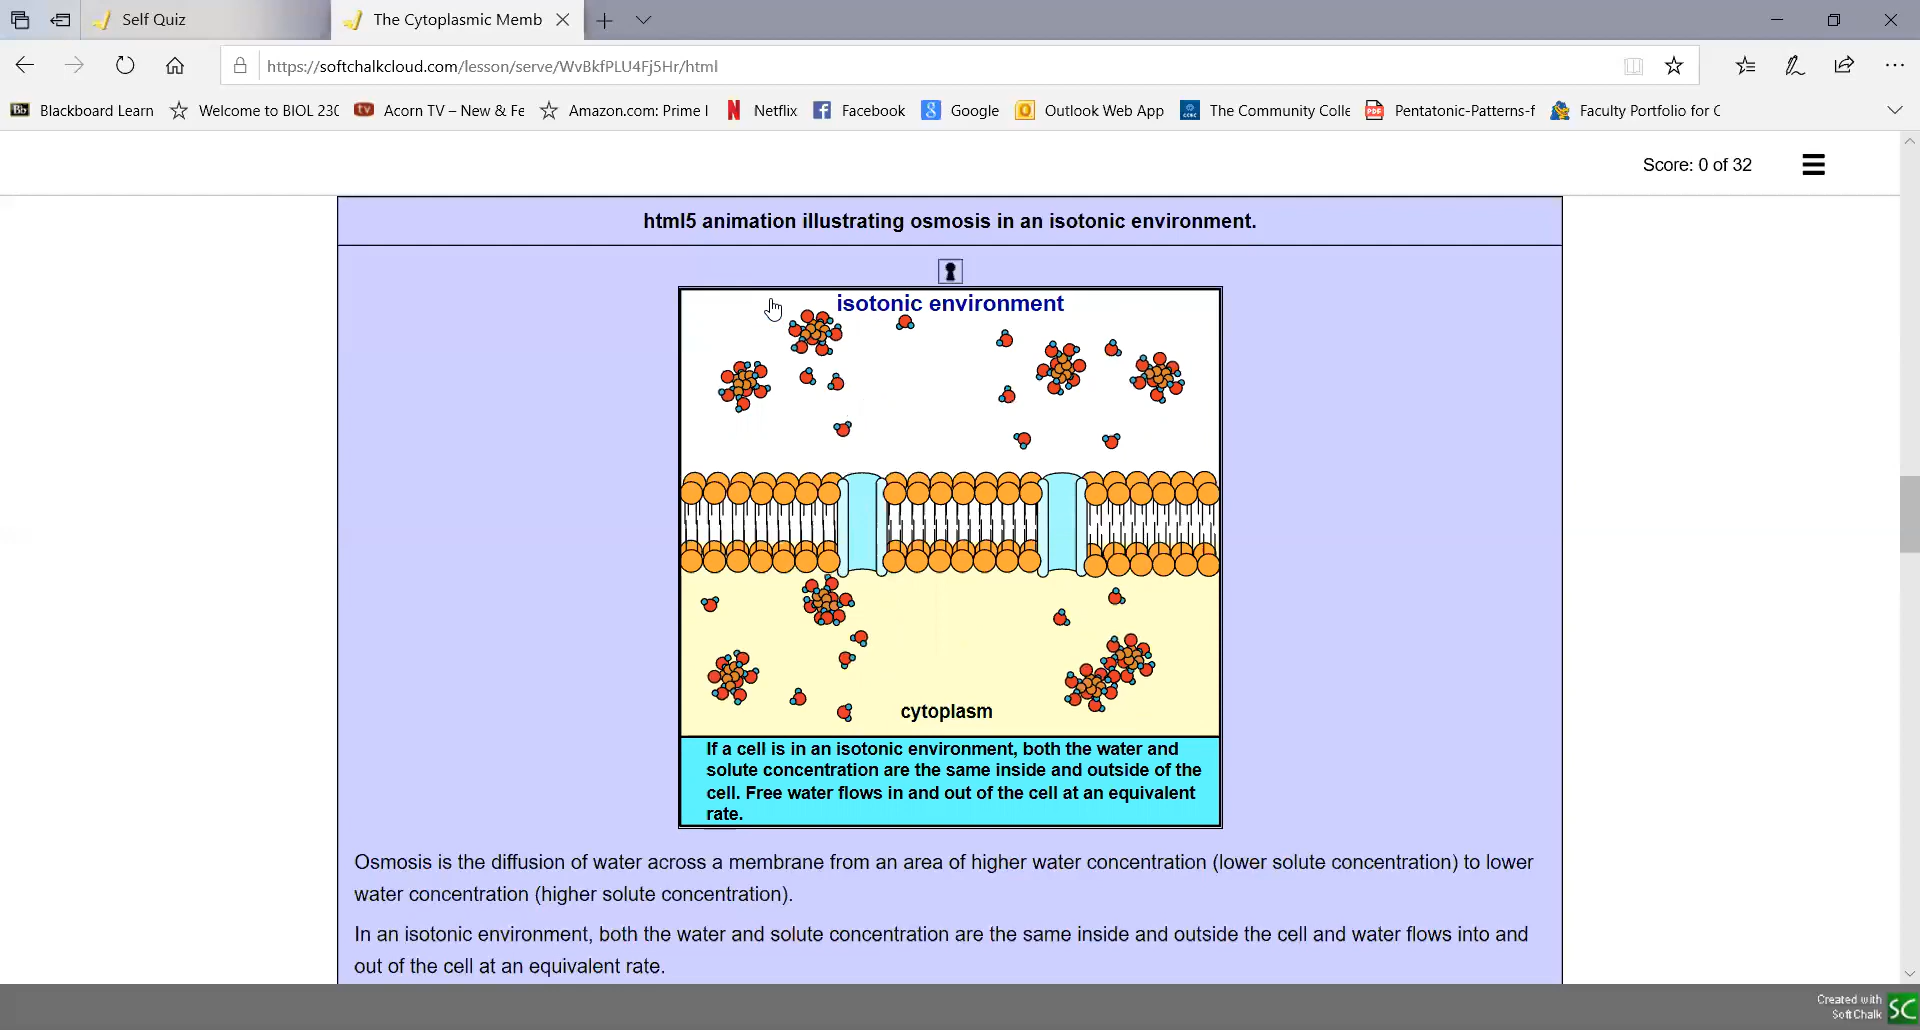 Self Quiz
The Cytoplasmic Memb
https://softchalkcloud.com/lesson/serve/WvBkfPLU4Fj5Hr/html
Blackboard Learn
Welcome to BIOL 230
Acorn TV – New & Fe
Amazon.com: Prime I
Netflix
Facebook
Google
Outlook Web App
The Community Colle
Pentatonic-Patterns-f
Faculty Portfolio for C
Score: 0 of 32
html5 animation illustrating osmosis in an isotonic environment.
isotonic environment
cytoplasm
If a cell is in an isotonic environment, both the water and
solute concentration are the same inside and outside of the
cell. Free water flows in and out of the cell at an equivalent
rate.
Osmosis is the diffusion of water across a membrane from an area of higher water concentration (lower solute concentration) to lower
water concentration (higher solute concentration).
In an isotonic environment, both the water and solute concentration are the same inside and outside the cell and water flows into and
out of the cell at an equivalent rate.
Created with
SoftChalk
SC